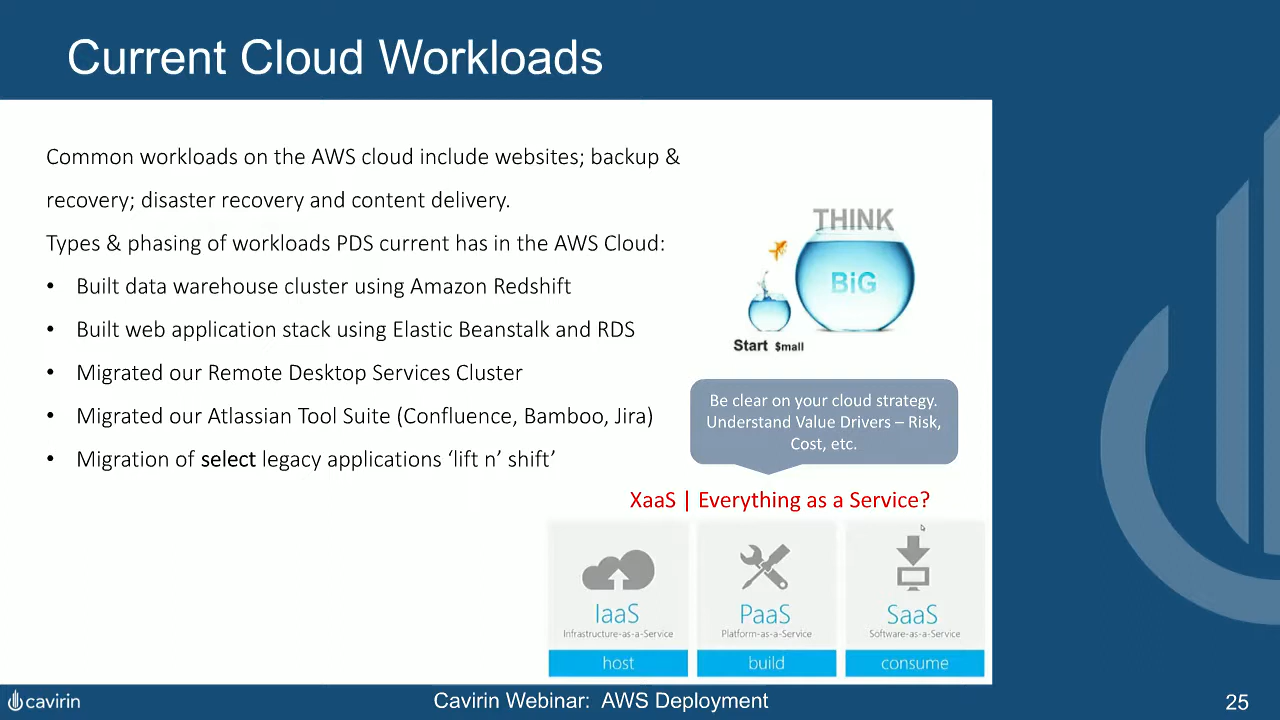 Current Cloud Workloads
Common workloads on the AWS cloud include websites; backup &
recovery; disaster recovery and content delivery.
Types & phasing of workloads PDS current has in the AWS Cloud:
• Built data warehouse cluster using Amazon Redshift
• Built web application stack using Elastic Beanstalk and RDS
• Migrated our Remote Desktop Services Cluster
• Migrated our Atlassian Tool Suite (Confluence, Bamboo, Jira)
• Migration of select legacy applications ‘lift n’ shift’
THINK
BiG
Start $mall
Be clear on your cloud strategy.
Understand Value Drivers – Risk,
Cost, etc.
XaaS | Everything as a Service?
IaaS
Infrastructure-as-a-Service
host
PaaS
Platform-as-a-Service
build
SaaS
Software-as-a-Service
consume
cavirin
Cavirin Webinar: AWS Deployment
25